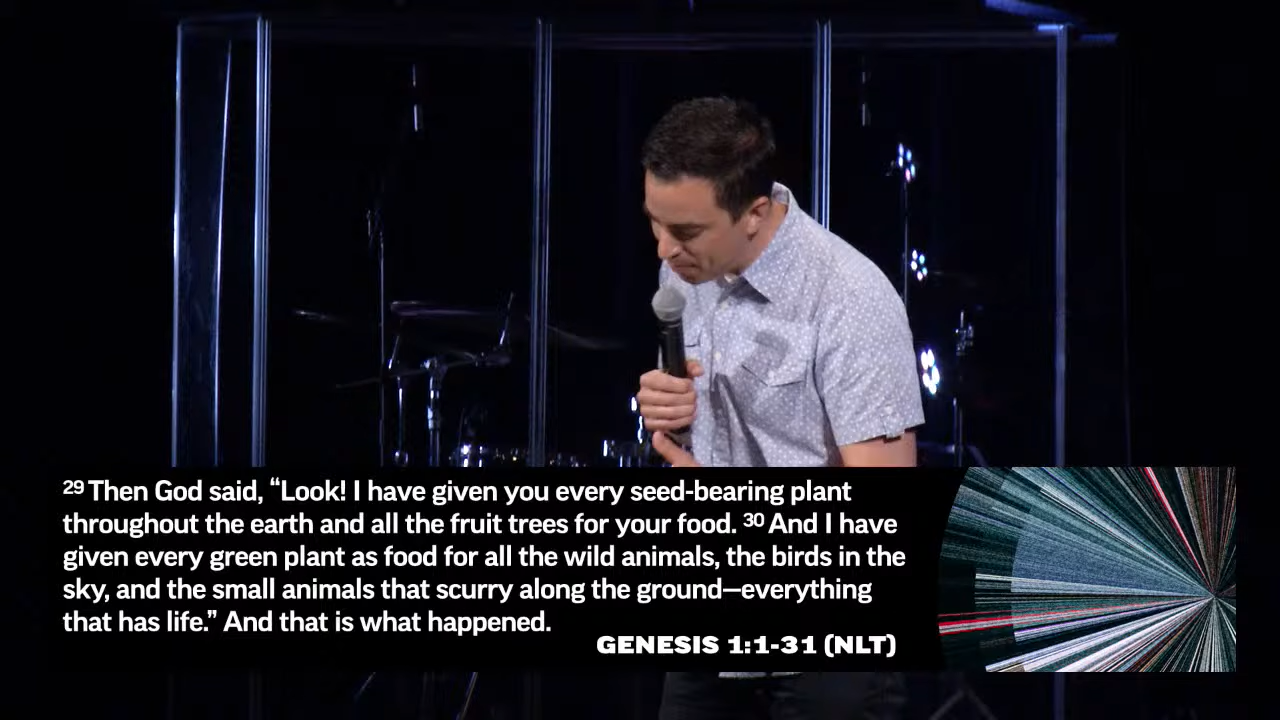 29 Then God said, “Look! I have given you every seed-bearing plant
throughout the earth and all the fruit trees for your food. 30 And I have
given every green plant as food for all the wild animals, the birds in the
sky, and the small animals that scurry along the ground—everything
that has life.” And that is what happened.
GENESIS 1:1-31 (NLT)